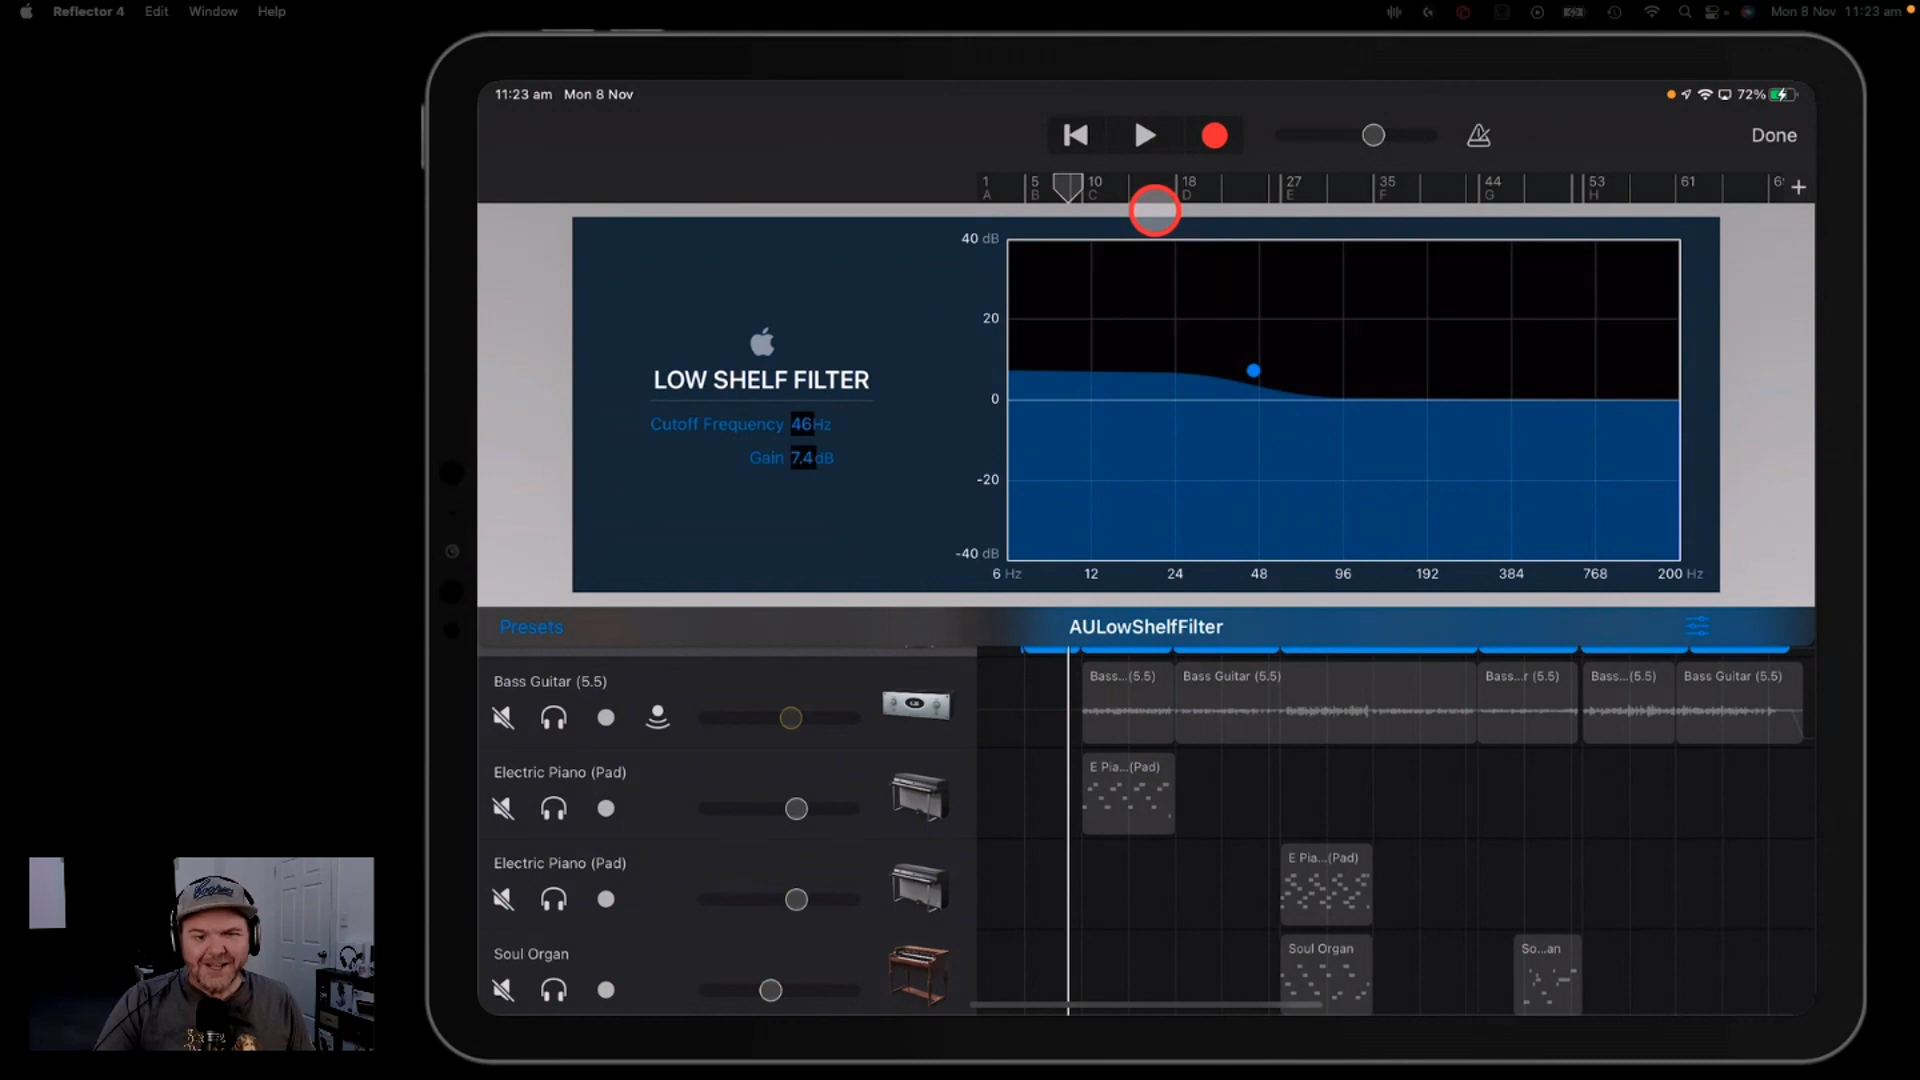 Reflector 4 Edit Window Help Mon 8 Nov 11:23 am
11:23 am Mon 8 Nov 72%
Done
1 5 10 18 27 35 44 53 61
A B C D E F G H
40 dB
20
0
-20
-40 dB
6 Hz 12 24 48 96 192 384 768 200 Hz
LOW SHELF FILTER
Cutoff Frequency 46Hz
Gain 7.4dB
Presets AULowShelfFilter
Bass Guitar (5.5)
Bass...(5.5) Bass Guitar (5.5) Bass...r (5.5) Bass...(5.5) Bass Guitar (5.5)
Electric Piano (Pad)
E Pia...(Pad)
Electric Piano (Pad)
E Pia...(Pad)
Soul Organ
Soul Organ So...an